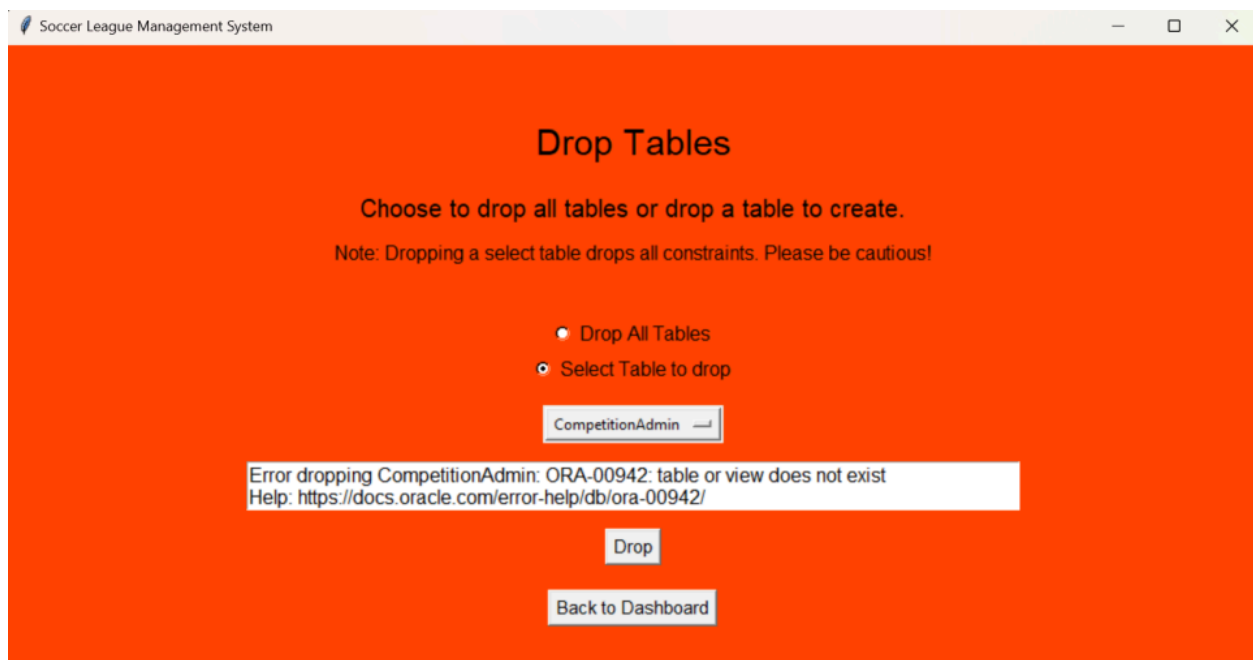 Soccer League Management System
Drop Tables
Choose to drop all tables or drop a table to create.
Note: Dropping a select table drops all constraints. Please be cautious!
Drop All Tables
Select Table to drop
CompetitionAdmin
Error dropping CompetitionAdmin: ORA-00942: table or view does not exist
Help: https://docs.oracle.com/error-help/db/ora-00942/
Drop
Back to Dashboard